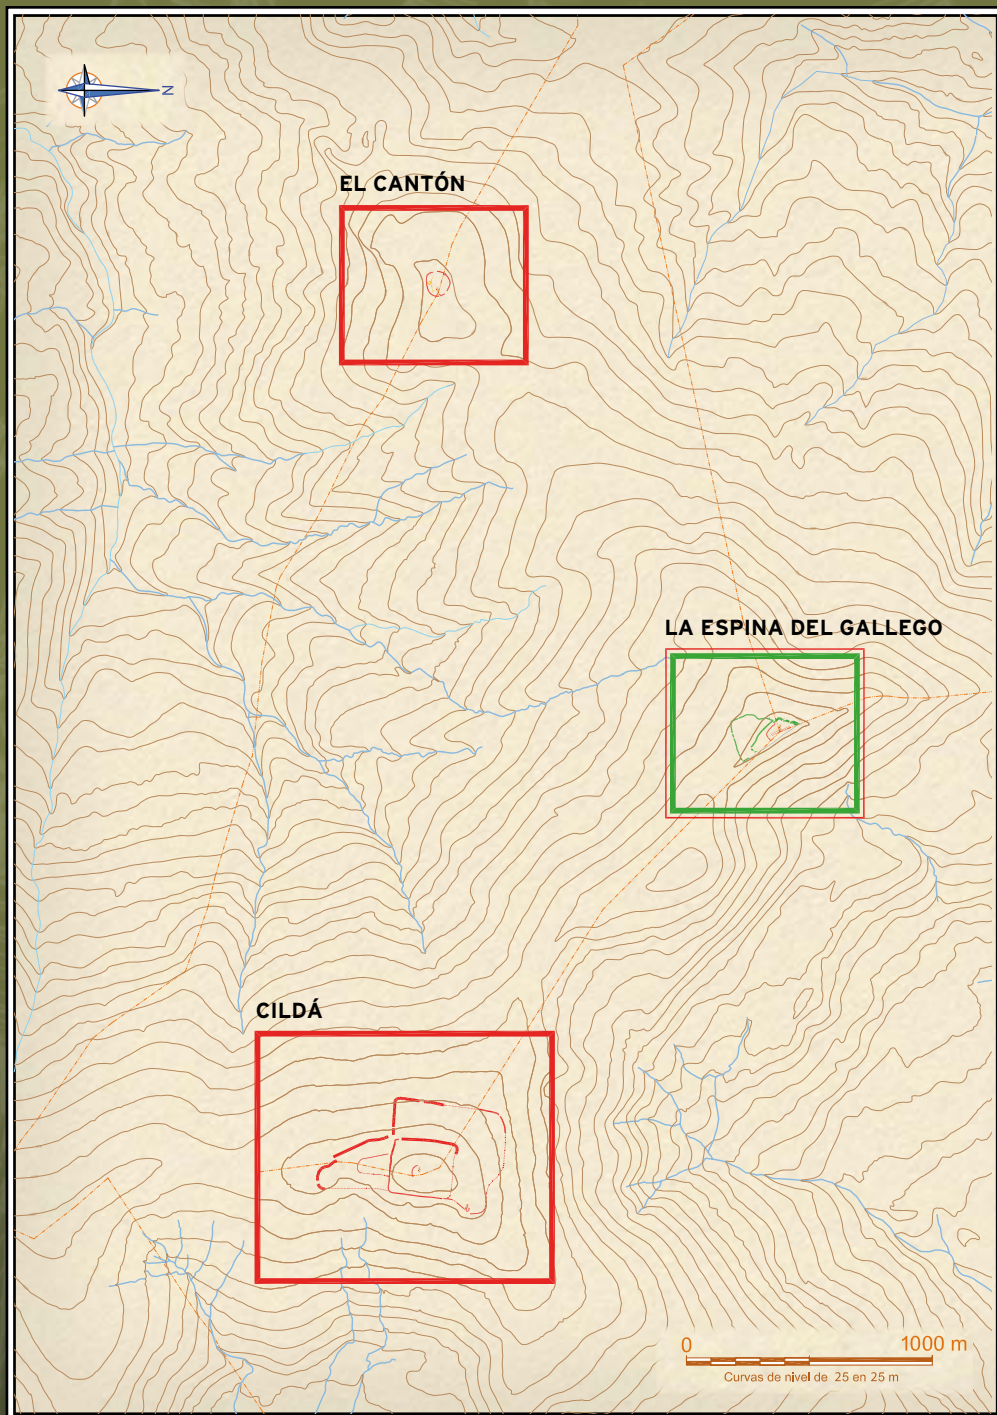 N
EL CANTÓN
LA ESPINA DEL GALLEGO
CILDÁ
0 1000 m
Curvas de nivel de 25 en 25 m